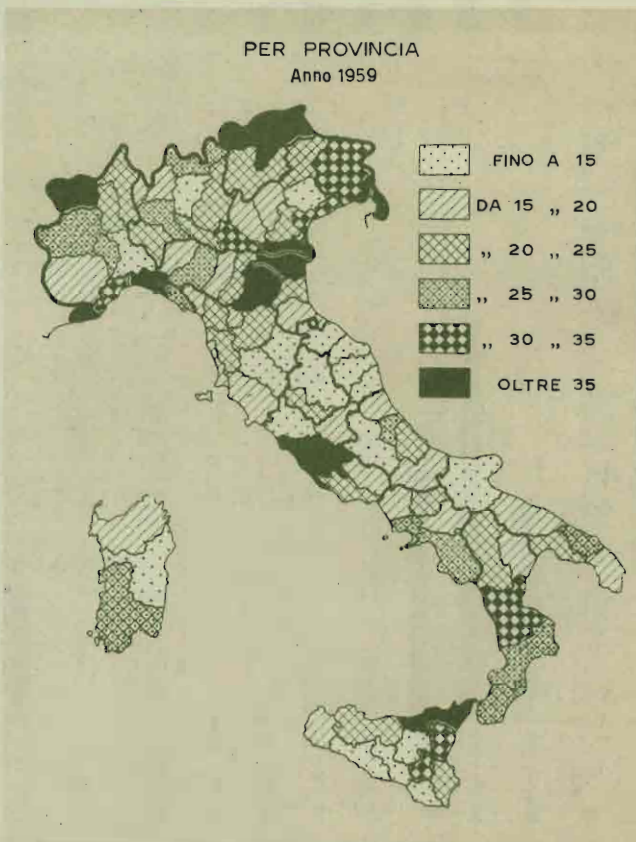 PER PROVINCIA
Anno 1959
FINO A 15
DA 15 „ 20
„ 20 „ 25
„ 25 „ 30
„ 30 „ 35
OLTRE 35